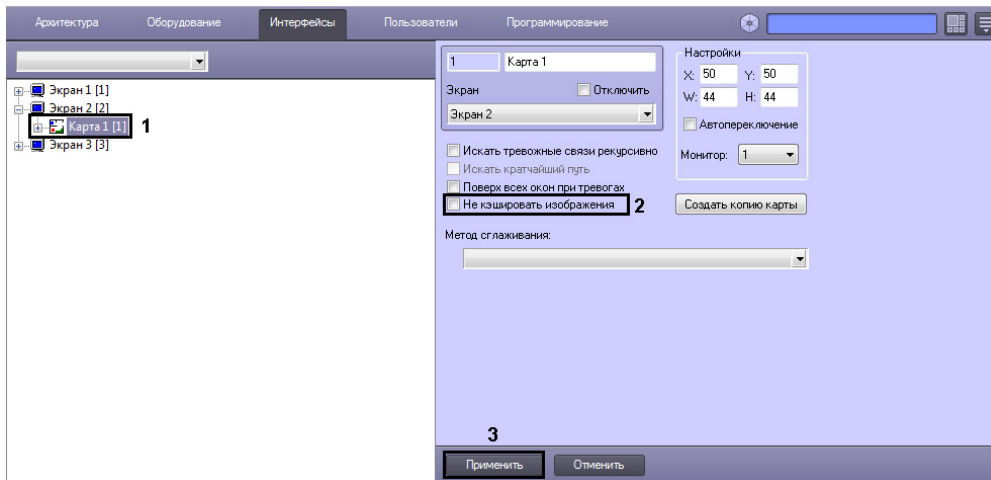 Архитектура Оборудование Интерфейсы Пользователи Программирование
Экран 1 [1]
Экран 2 [2]
Карта 1 [1] 1
Экран 3 [3]
1 Карта 1
Экран Отключить
Экран 2
Настройки
X: 50 Y: 50
W: 44 H: 44
Автопереключение
Монитор: 1
Искать тревожные связи рекурсивно
Искать кратчайший путь
Поверх всех окон при тревогах
Не кэшировать изображения 2
Создать копию карты
Метод сглаживания:
3
Применить Отменить